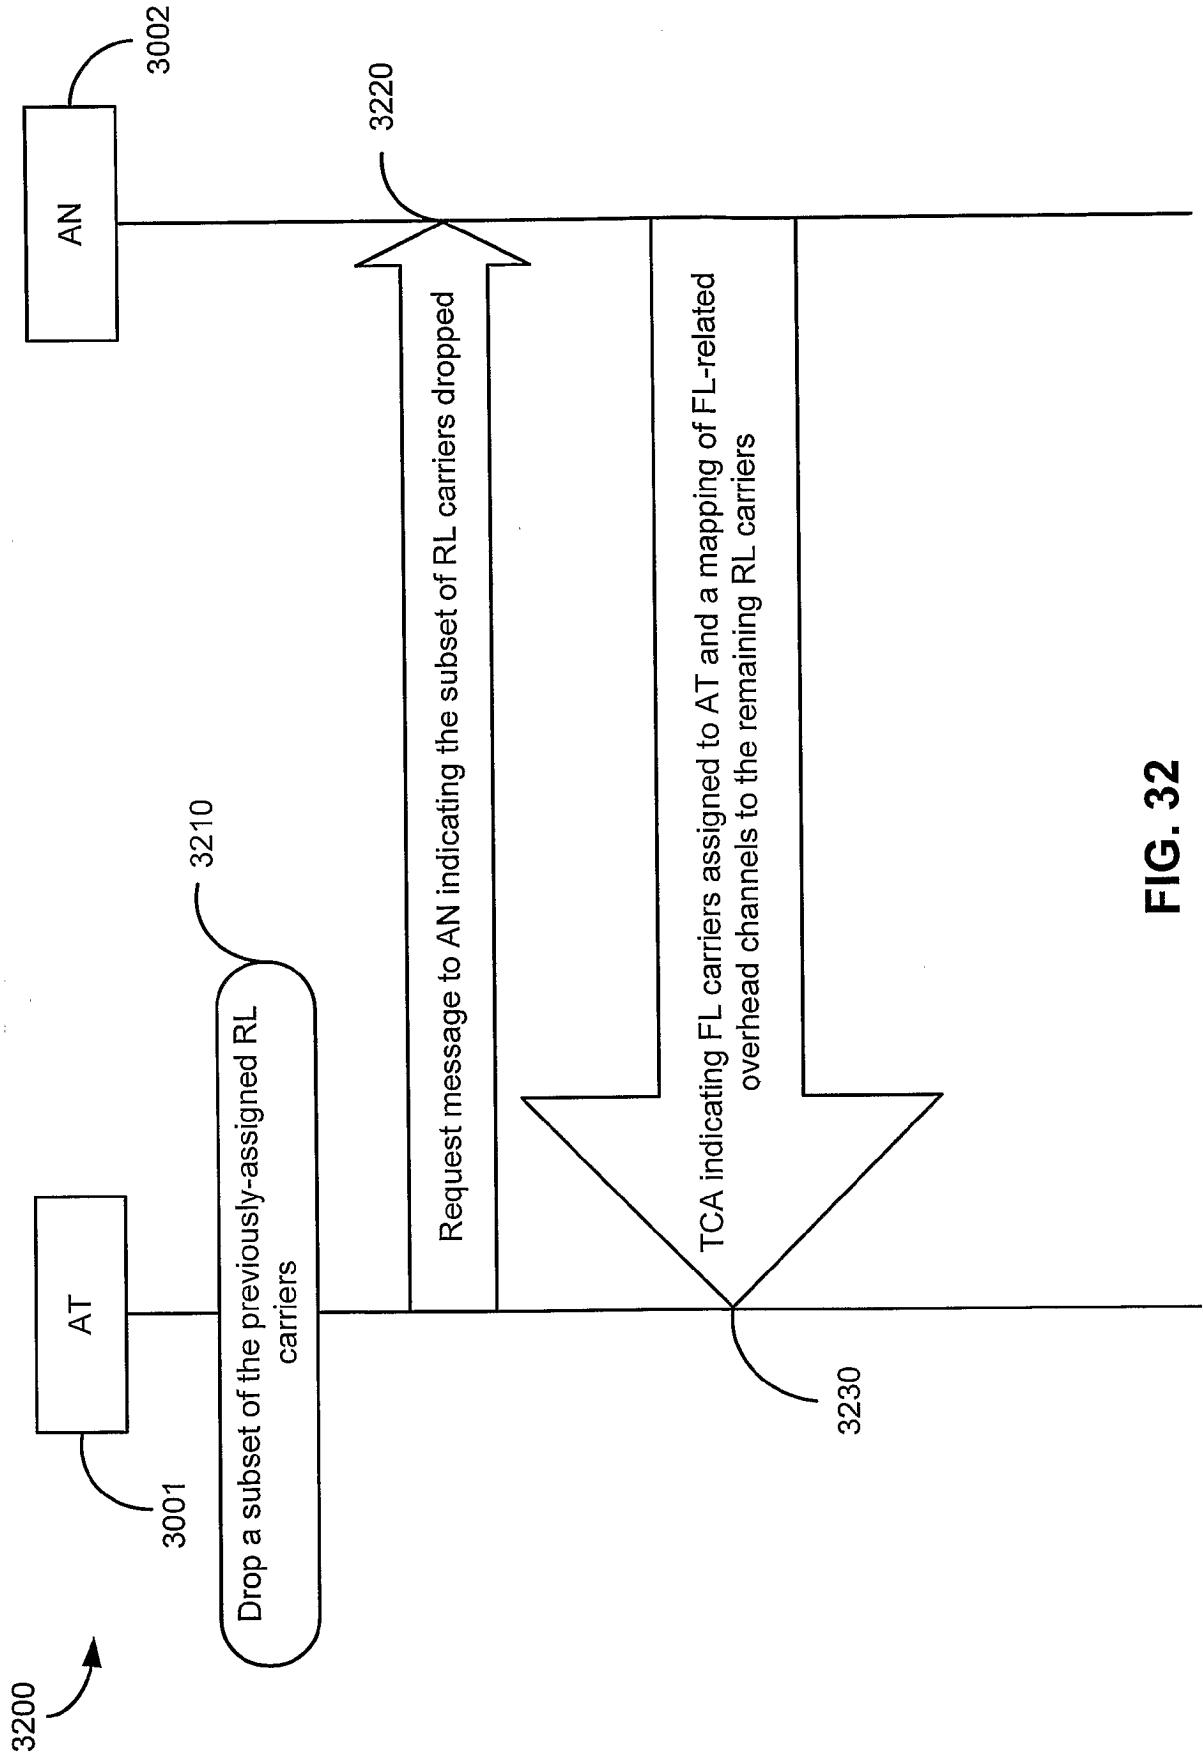 3200
3001
AT
AN
3002
3210
Drop a subset of the previously-assigned RL
carriers
3220
Request message to AN indicating the subset of RL carriers dropped
TCA indicating FL carriers assigned to AT and a mapping of FL-related
overhead channels to the remaining RL carriers
3230
FIG. 32